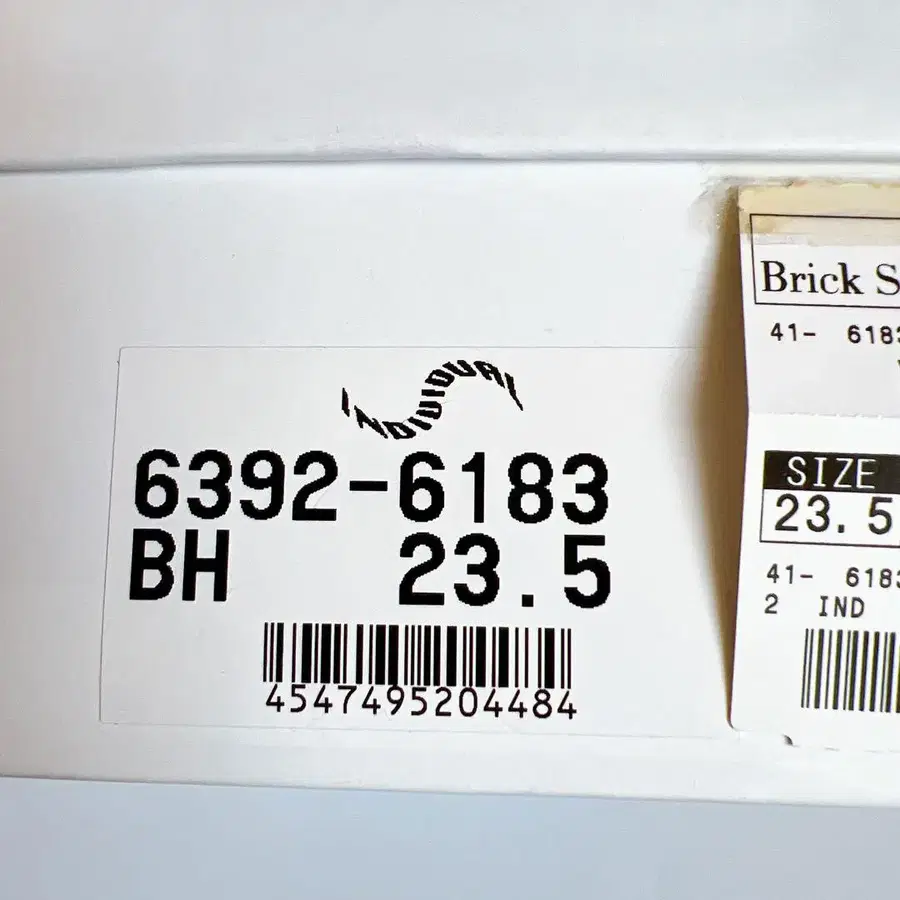 INDIVIDUAL
6392-6183
BH 23.5
4547495204484
Brick S
41- 6183
SIZE
23.5
41- 6183
2 IND